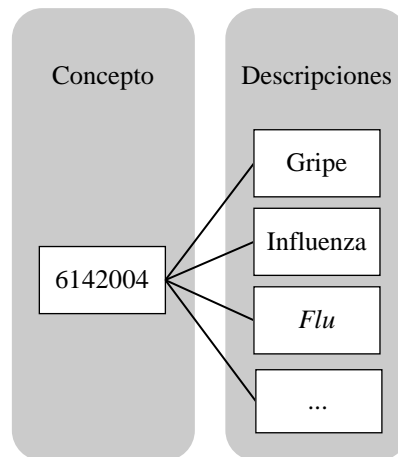 Concepto
Descripciones
Gripe
Influenza
6142004
Flu
...